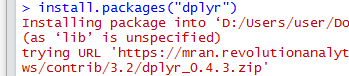 > install.packages("dplyr")
Installing package into ‘D:/Users/user/Do
(as ‘lib’ is unspecified)
trying URL 'https://mran.revolutionanalyt
ws/contrib/3.2/dplyr_0.4.3.zip'